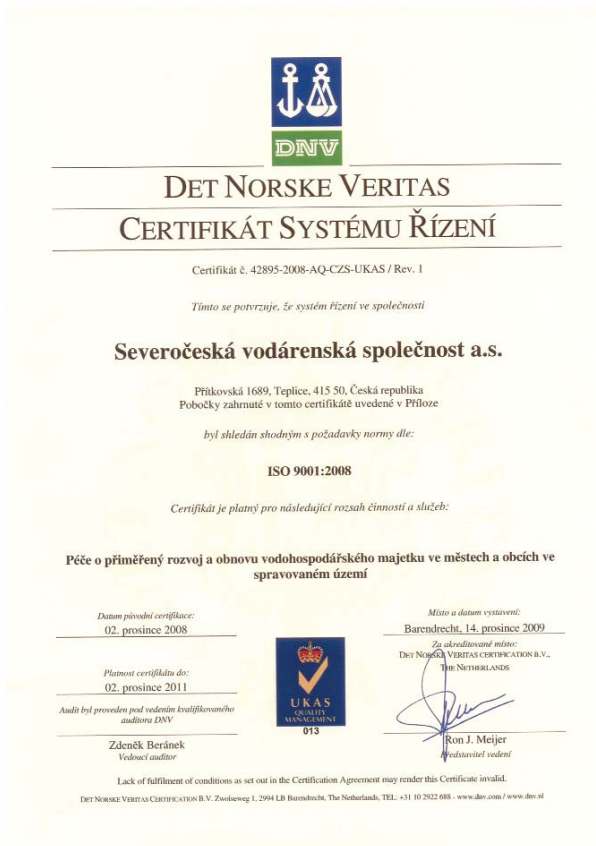 DNV
DET NORSKE VERITAS
CERTIFIKÁT SYSTÉMU ŘÍZENÍ
Certifikát č. 42895-2008-AQ-CZS-UKAS / Rev. 1
Tímto se potvrzuje, že systém řízení ve společnosti
Severočeská vodárenská společnost a.s.
Přítkovská 1689, Teplice, 415 50, Česká republika
Pobočky zahrnuté v tomto certifikátě uvedené v Příloze
byl shledán shodným s požadavky normy dle:
ISO 9001:2008
Certifikát je platný pro následující rozsah činností a služeb:
Péče o přiměřený rozvoj a obnovu vodohospodářského majetku ve městech a obcích ve
spravovaném území
Datum původní certifikace:
02. prosince 2008
Platnost certifikátu do:
02. prosince 2011
Audit byl proveden pod vedením kvalifikovaného
auditora DNV
Zdeněk Beránek
Vedoucí auditor
UKAS
QUALITY
MANAGEMENT
013
Místo a datum vystavení:
Barendrecht, 14. prosince 2009
Za akreditované místo:
DET NORSKE VERITAS CERTIFICATION B.V.,
THE NETHERLANDS
Ron J. Meijer
Představitel vedení
Lack of fulfilment of conditions as set out in the Certification Agreement may render this Certificate invalid.
DET NORSKE VERITAS CERTIFICATION B.V. Zwolseweg 1, 2994 LB Barendrecht, The Netherlands, TEL: +31 10 2922 688 - www.dnv.com / www.dnv.nl